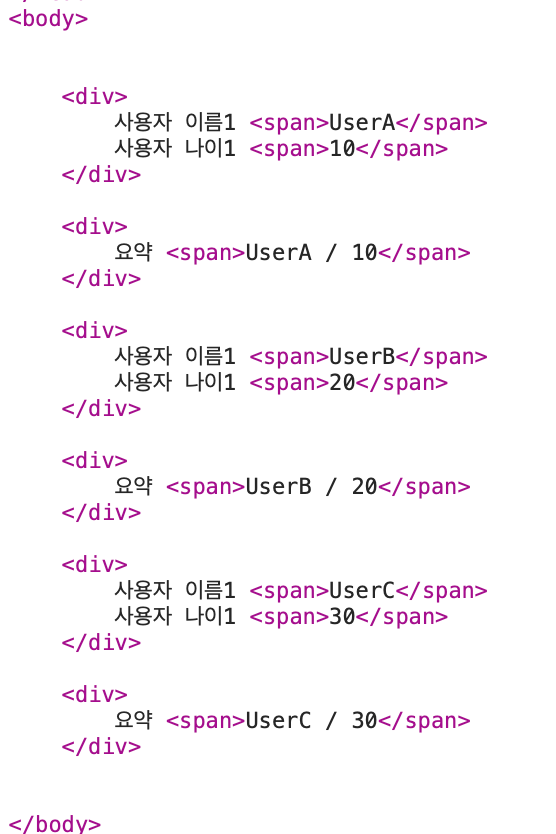 <body>
<div>
사용자 이름1 <span>UserA</span>
사용자 나이1 <span>10</span>
</div>
<div>
요약 <span>UserA / 10</span>
</div>
<div>
사용자 이름1 <span>UserB</span>
사용자 나이1 <span>20</span>
</div>
<div>
요약 <span>UserB / 20</span>
</div>
<div>
사용자 이름1 <span>UserC</span>
사용자 나이1 <span>30</span>
</div>
<div>
요약 <span>UserC / 30</span>
</div>
</body>